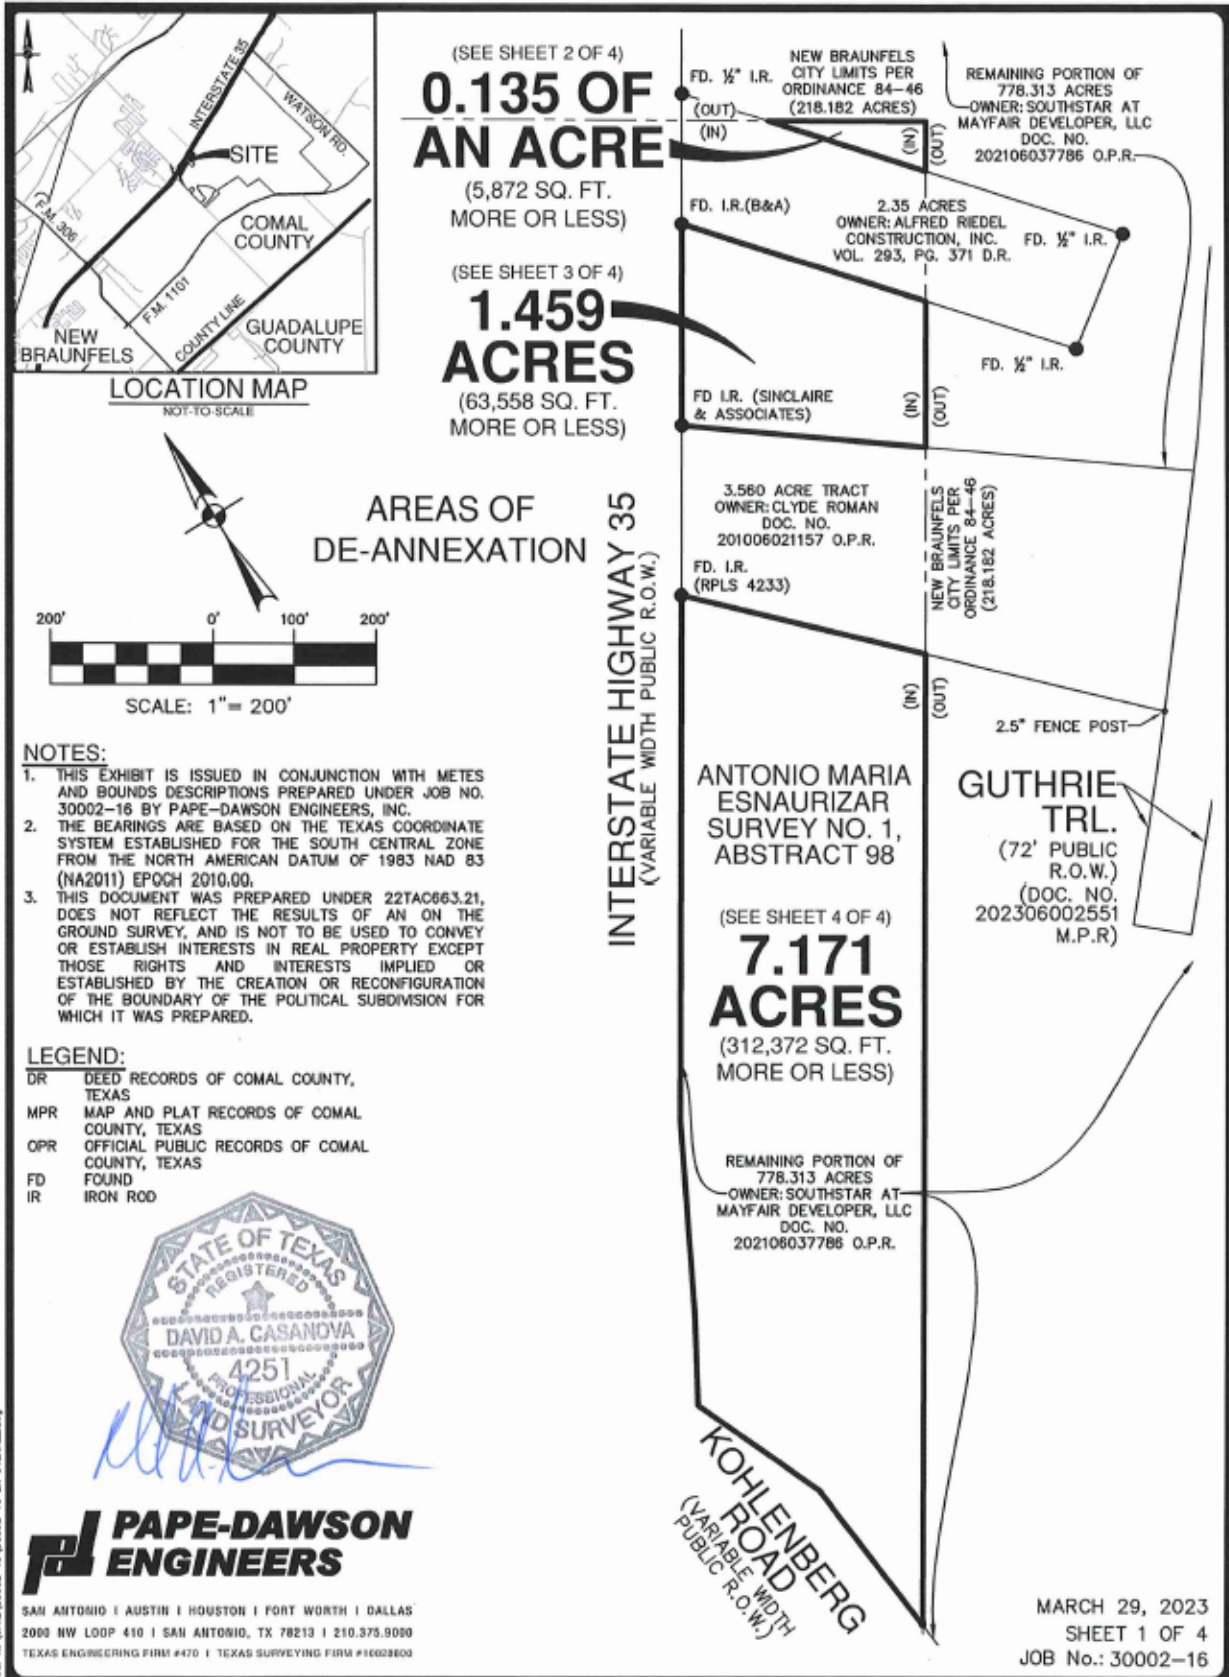 INTERSTATE 35
WATSON RD.
SITE
F.M. 306
COMAL
COUNTY
F.M. 1101
COUNTY LINE
NEW
BRAUNFELS
GUADALUPE
COUNTY
LOCATION MAP
NOT-TO-SCALE
(SEE SHEET 2 OF 4)
0.135 OF
AN ACRE
(5,872 SQ. FT.
MORE OR LESS)
(SEE SHEET 3 OF 4)
1.459
ACRES
(63,558 SQ. FT.
MORE OR LESS)
AREAS OF
DE-ANNEXATION
200' 0' 100' 200'
SCALE: 1"= 200'
FD. ½" I.R.
(OUT)
(IN)
NEW BRAUNFELS
CITY LIMITS PER
ORDINANCE 84-46
(218.182 ACRES)
(IN)
(OUT)
REMAINING PORTION OF
778.313 ACRES
OWNER: SOUTHSTAR AT
MAYFAIR DEVELOPER, LLC
DOC. NO.
202106037786 O.P.R.
FD. I.R.(B&A)
2.35 ACRES
OWNER: ALFRED RIEDEL
CONSTRUCTION, INC.
VOL. 293, PG. 371 D.R.
FD. ½" I.R.
FD. ½" I.R.
FD I.R. (SINCLAIRE
& ASSOCIATES)
(IN)
(OUT)
3.560 ACRE TRACT
OWNER: CLYDE ROMAN
DOC. NO.
201006021157 O.P.R.
NEW BRAUNFELS
CITY LIMITS PER
ORDINANCE 84-46
(218.182 ACRES)
FD. I.R.
(RPLS 4233)
INTERSTATE HIGHWAY 35
(VARIABLE WIDTH PUBLIC R.O.W.)
(IN)
(OUT)
2.5" FENCE POST
ANTONIO MARIA
ESNAURIZAR
SURVEY NO. 1,
ABSTRACT 98
GUTHRIE
TRL.
(72' PUBLIC
R.O.W.)
(DOC. NO.
202306002551
M.P.R)
(SEE SHEET 4 OF 4)
7.171
ACRES
(312,372 SQ. FT.
MORE OR LESS)
REMAINING PORTION OF
778.313 ACRES
OWNER: SOUTHSTAR AT
MAYFAIR DEVELOPER, LLC
DOC. NO.
202106037786 O.P.R.
KOHLENBERG
ROAD
(VARIABLE WIDTH
PUBLIC R.O.W.)
NOTES:
1. THIS EXHIBIT IS ISSUED IN CONJUNCTION WITH METES
AND BOUNDS DESCRIPTIONS PREPARED UNDER JOB NO.
30002-16 BY PAPE-DAWSON ENGINEERS, INC.
2. THE BEARINGS ARE BASED ON THE TEXAS COORDINATE
SYSTEM ESTABLISHED FOR THE SOUTH CENTRAL ZONE
FROM THE NORTH AMERICAN DATUM OF 1983 NAD 83
(NA2011) EPOCH 2010.00.
3. THIS DOCUMENT WAS PREPARED UNDER 22TAC663.21,
DOES NOT REFLECT THE RESULTS OF AN ON THE
GROUND SURVEY, AND IS NOT TO BE USED TO CONVEY
OR ESTABLISH INTERESTS IN REAL PROPERTY EXCEPT
THOSE RIGHTS AND INTERESTS IMPLIED OR
ESTABLISHED BY THE CREATION OR RECONFIGURATION
OF THE BOUNDARY OF THE POLITICAL SUBDIVISION FOR
WHICH IT WAS PREPARED.
LEGEND:
DR DEED RECORDS OF COMAL COUNTY,
TEXAS
MPR MAP AND PLAT RECORDS OF COMAL
COUNTY, TEXAS
OPR OFFICIAL PUBLIC RECORDS OF COMAL
COUNTY, TEXAS
FD FOUND
IR IRON ROD
STATE OF TEXAS
REGISTERED
DAVID A. CASANOVA
4251
PROFESSIONAL
LAND SURVEYOR
pd PAPE-DAWSON
ENGINEERS
SAN ANTONIO I AUSTIN I HOUSTON I FORT WORTH I DALLAS
2000 NW LOOP 410 I SAN ANTONIO, TX 78213 I 210.375.9000
TEXAS ENGINEERING FIRM #470 I TEXAS SURVEYING FIRM #10028800
MARCH 29, 2023
SHEET 1 OF 4
JOB No.: 30002-16